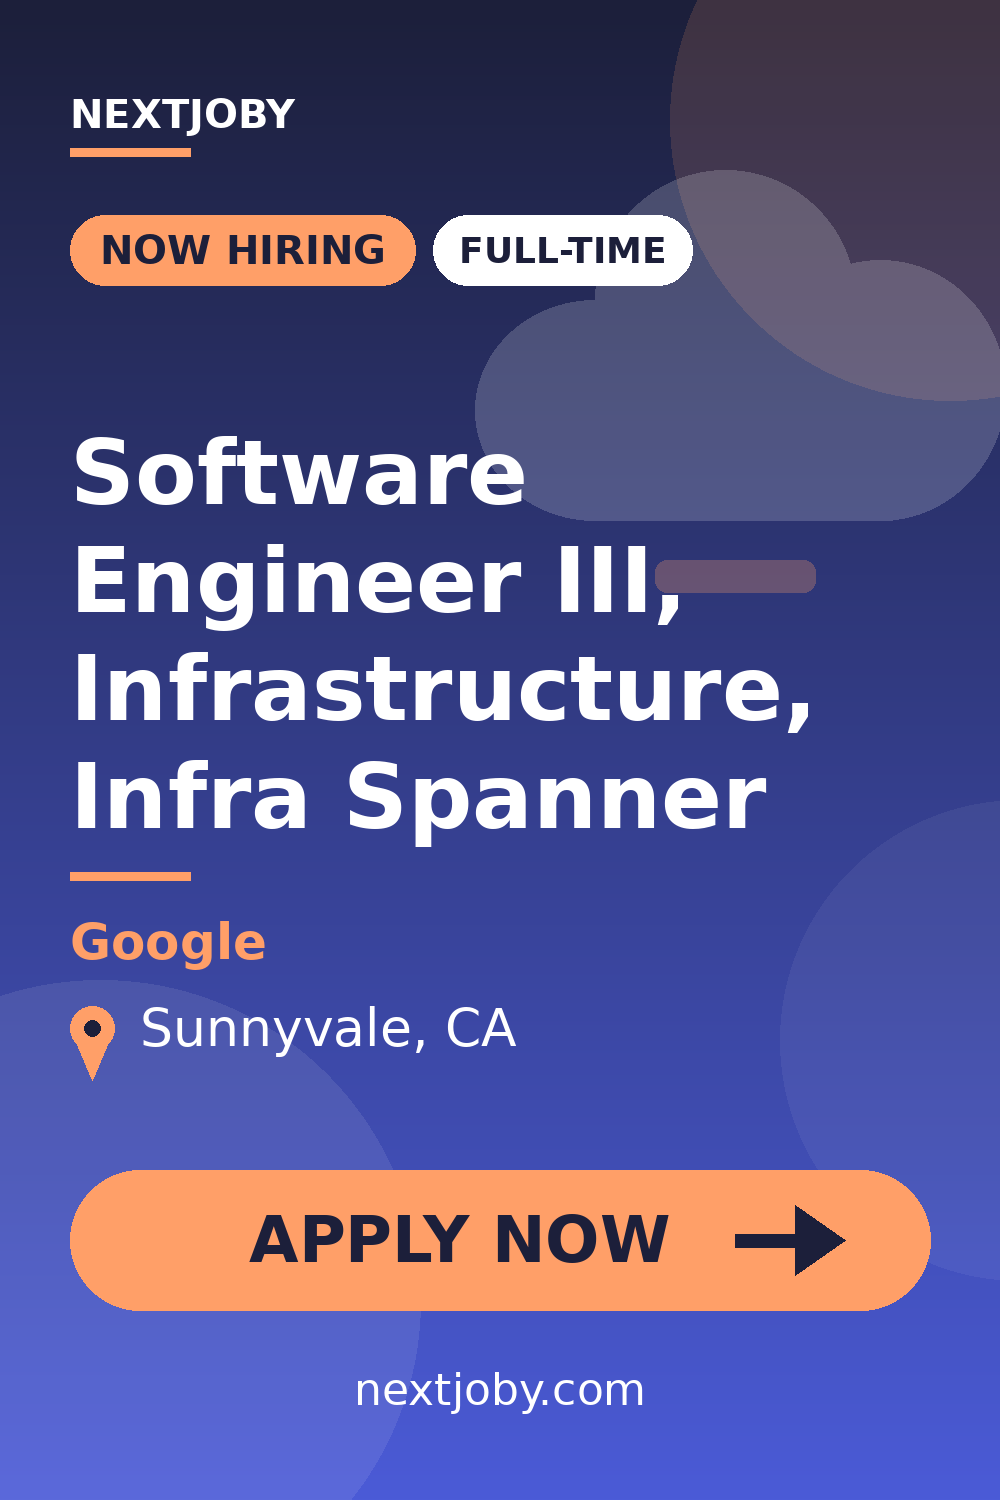 NEXTJOBY
NOW HIRING
FULL-TIME
Software
Engineer III,
Infrastructure,
Infra Spanner
Google
Sunnyvale, CA
APPLY NOW
nextjoby.com